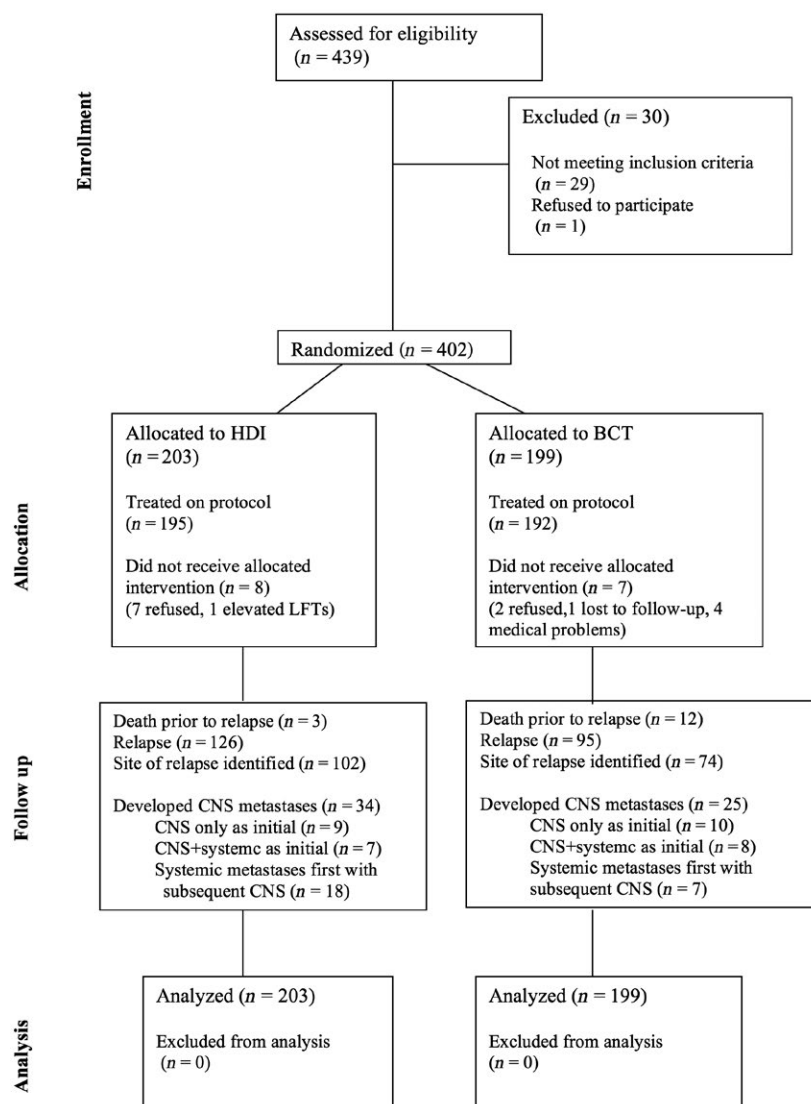 Assessed for eligibility
(n = 439)
Enrollment
Excluded (n = 30)
Not meeting inclusion criteria
(n = 29)
Refused to participate
(n = 1)
Randomized (n = 402)
Allocation
Allocated to HDI
(n = 203)
Treated on protocol
(n = 195)
Did not receive allocated
intervention (n = 8)
(7 refused, 1 elevated LFTs)
Allocated to BCT
(n = 199)
Treated on protocol
(n = 192)
Did not receive allocated
intervention (n = 7)
(2 refused,1 lost to follow-up, 4
medical problems)
Follow up
Death prior to relapse (n = 3)
Relapse (n = 126)
Site of relapse identified (n = 102)
Developed CNS metastases (n = 34)
CNS only as initial (n = 9)
CNS+systemc as initial (n = 7)
Systemic metastases first with
subsequent CNS (n = 18)
Death prior to relapse (n = 12)
Relapse (n = 95)
Site of relapse identified (n = 74)
Developed CNS metastases (n = 25)
CNS only as initial (n = 10)
CNS+systemc as initial (n = 8)
Systemic metastases first with
subsequent CNS (n = 7)
Analysis
Analyzed (n = 203)
Excluded from analysis
(n = 0)
Analyzed (n = 199)
Excluded from analysis
(n = 0)